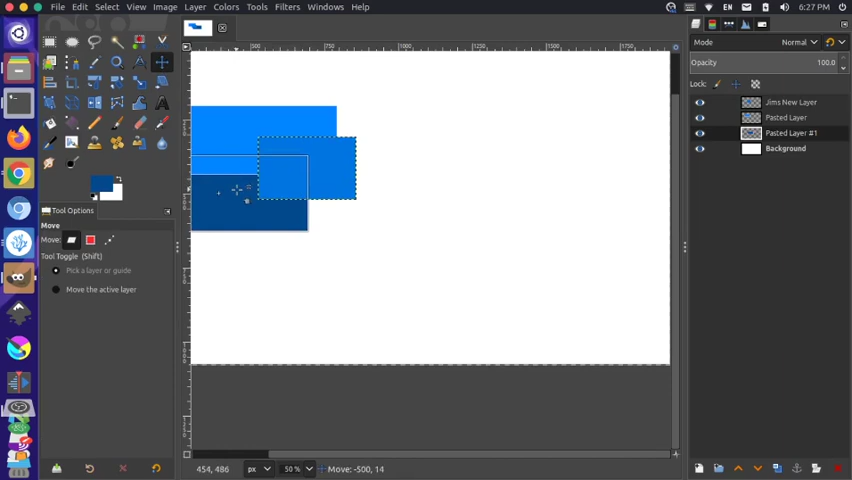 File Edit Select View Image Layer Colors Tools Filters Windows Help
EN
6:27 PM
500 750 1000 1250 1500 1750
Mode Normal
Opacity 100.0
Lock:
Jims New Layer
Pasted Layer
Pasted Layer #1
Background
Tool Options
Move
Move:
Tool Toggle (Shift)
Pick a layer or guide
Move the active layer
454, 486 px 50 % Move: -500, 14